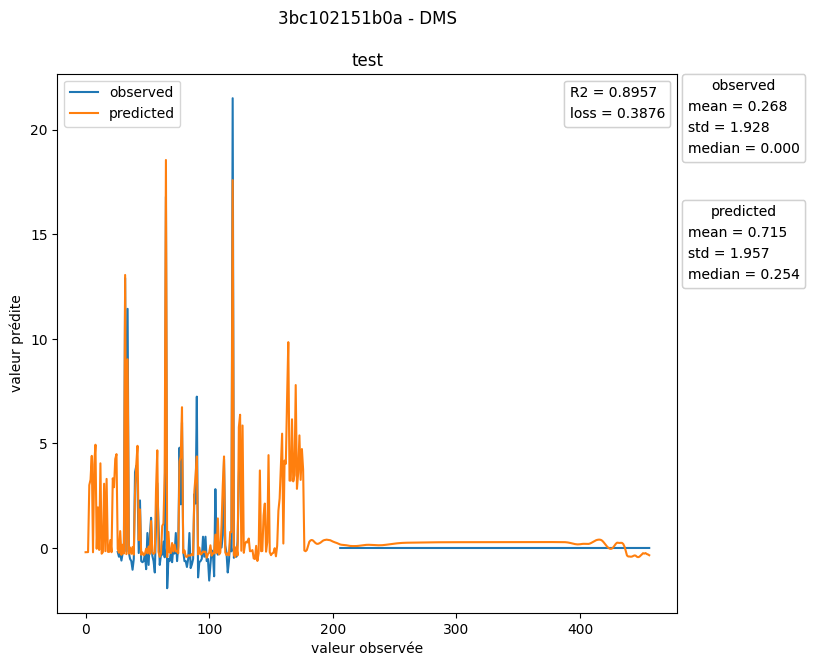 3bc102151b0a - DMS
test
observed
predicted
R2 = 0.8957
loss = 0.3876
observed
mean = 0.268
std = 1.928
median = 0.000
predicted
mean = 0.715
std = 1.957
median = 0.254
valeur prédite
20
15
10
5
0
0 100 200 300 400
valeur observée